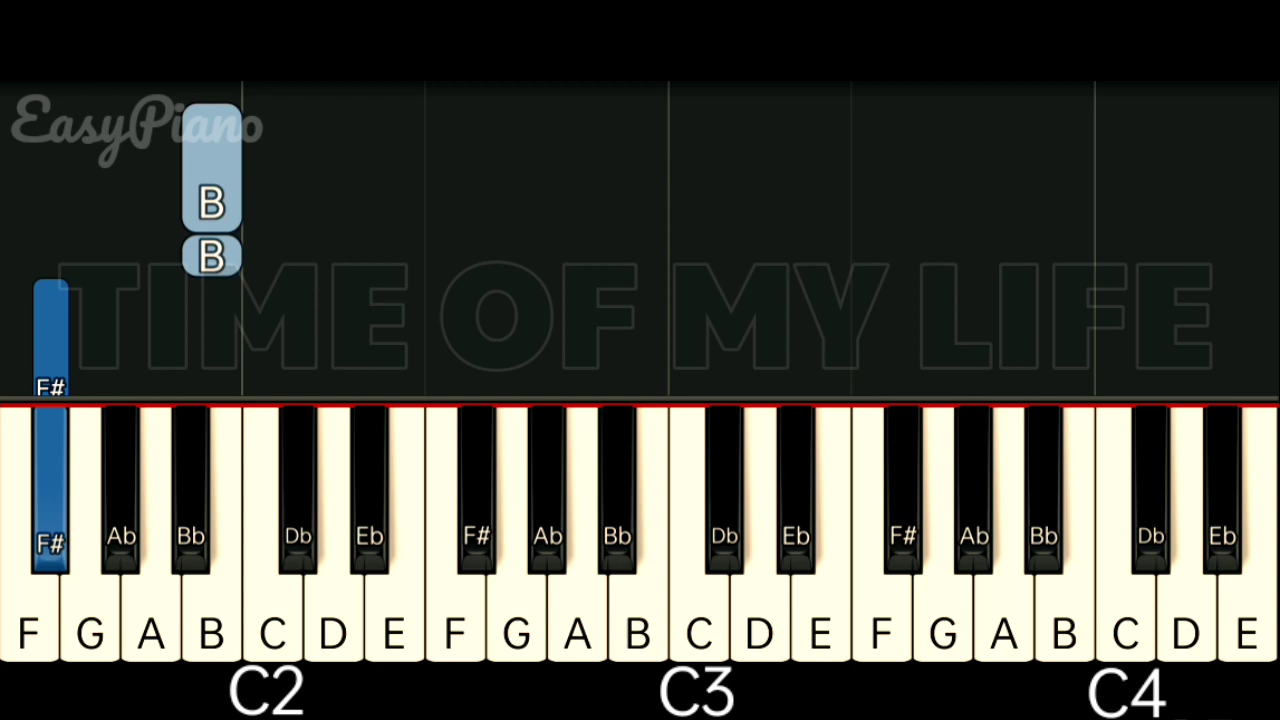 EasyPiano
B
B
TIME OF MY LIFE
F#
F# Ab Bb Db Eb F# Ab Bb Db Eb F# Ab Bb Db Eb
F G A B C D E F G A B C D E F G A B C D E
C2 C3 C4